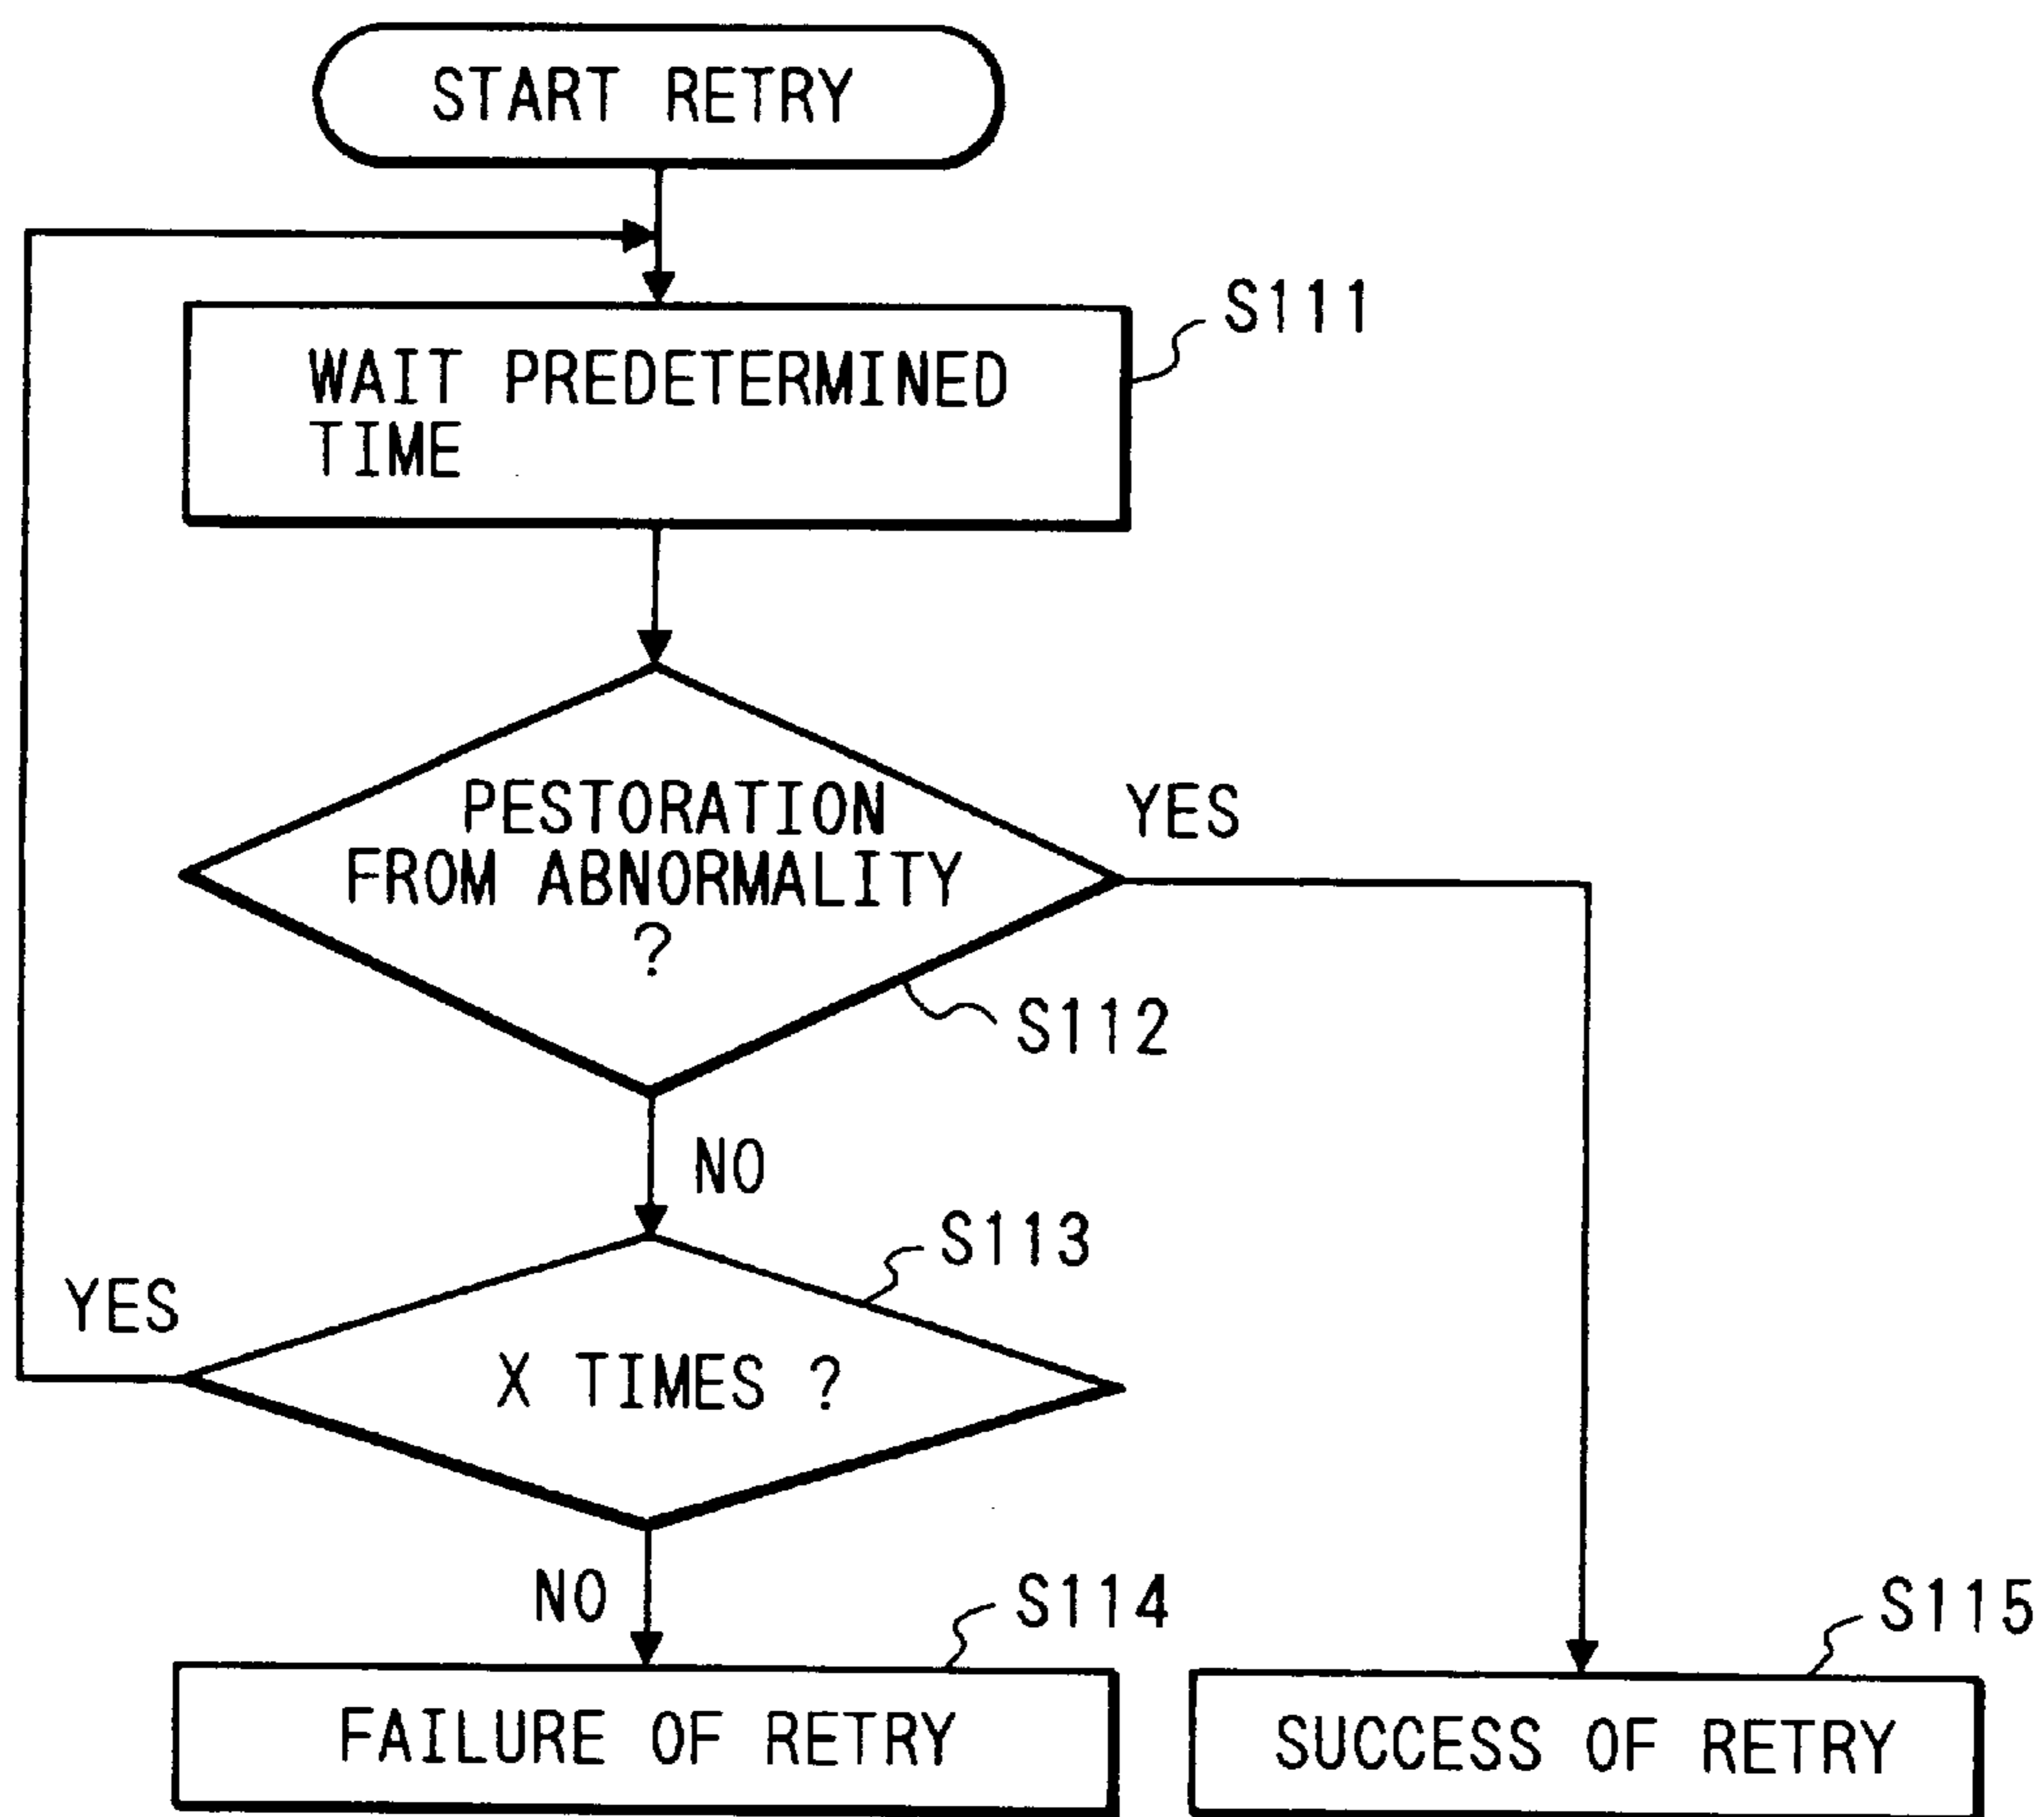 START RETRY
S111
WAIT PREDETERMINED
TIME
PESTORATION
FROM ABNORMALITY
?
YES
S112
NO
S113
YES
X TIMES ?
NO
S114
S115
FAILURE OF RETRY
SUCCESS OF RETRY